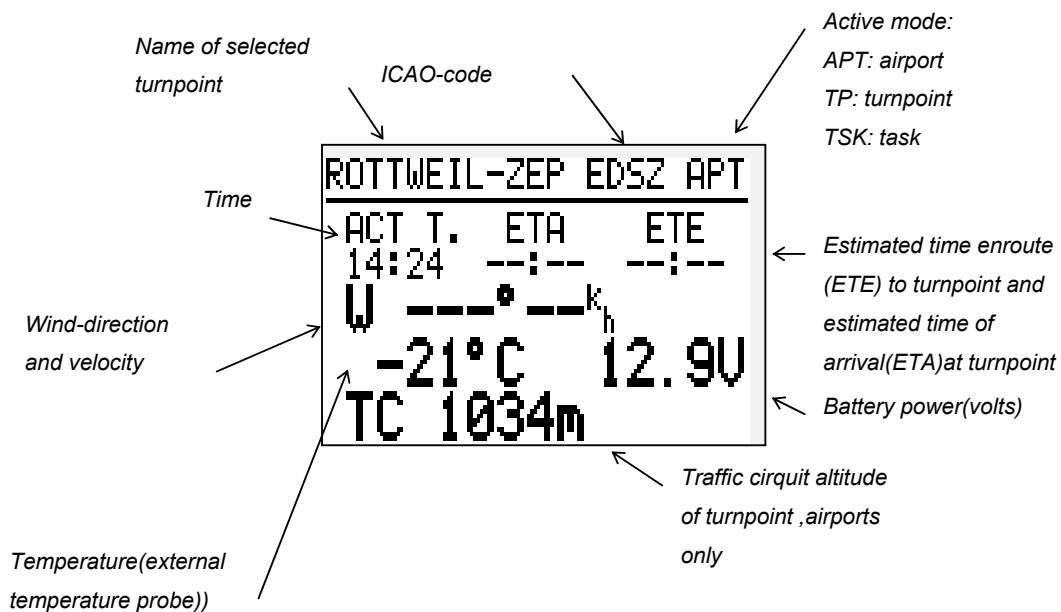 Name of selected
turnpoint
ICAO-code
Active mode:
APT: airport
TP: turnpoint
TSK: task
Time
ROTTWEIL-ZEP EDSZ APT
ACT T. ETA ETE
14:24 --:-- --:--
W ---°--kh
-21°C 12.9V
TC 1034m
Wind-direction
and velocity
Estimated time enroute
(ETE) to turnpoint and
estimated time of
arrival(ETA)at turnpoint
Battery power(volts)
Traffic cirquit altitude
of turnpoint ,airports
only
Temperature(external
temperature probe))